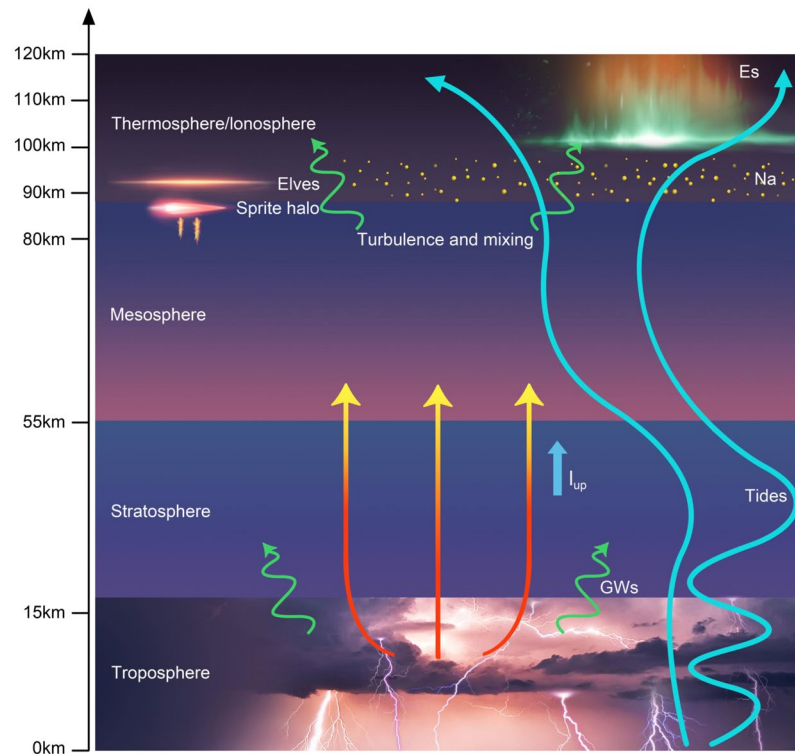 120km
Es
110km
Thermosphere/Ionosphere
100km
Elves
Na
90km
Sprite halo
80km
Turbulence and mixing
Mesosphere
55km
I_up
Tides
Stratosphere
GWs
15km
Troposphere
0km